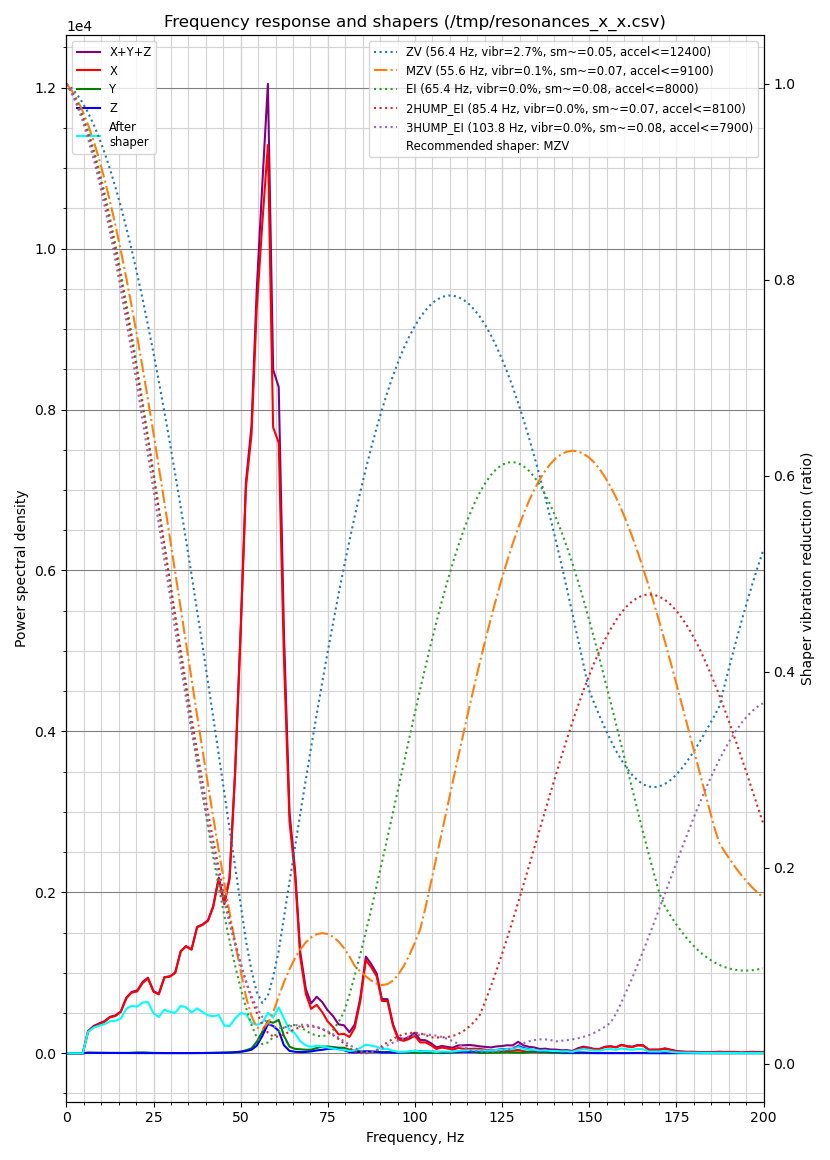 Frequency response and shapers (/tmp/resonances_x_x.csv)
1e4
X+Y+Z
X
Y
Z
After
shaper
ZV (56.4 Hz, vibr=2.7%, sm~=0.05, accel<=12400)
MZV (55.6 Hz, vibr=0.1%, sm~=0.07, accel<=9100)
EI (65.4 Hz, vibr=0.0%, sm~=0.08, accel<=8000)
2HUMP_EI (85.4 Hz, vibr=0.0%, sm~=0.07, accel<=8100)
3HUMP_EI (103.8 Hz, vibr=0.0%, sm~=0.08, accel<=7900)
Recommended shaper: MZV
Power spectral density
1.2
1.0
0.8
0.6
0.4
0.2
0.0
1.0
0.8
0.6
0.4
0.2
0.0
Shaper vibration reduction (ratio)
0 25 50 75 100 125 150 175 200
Frequency, Hz